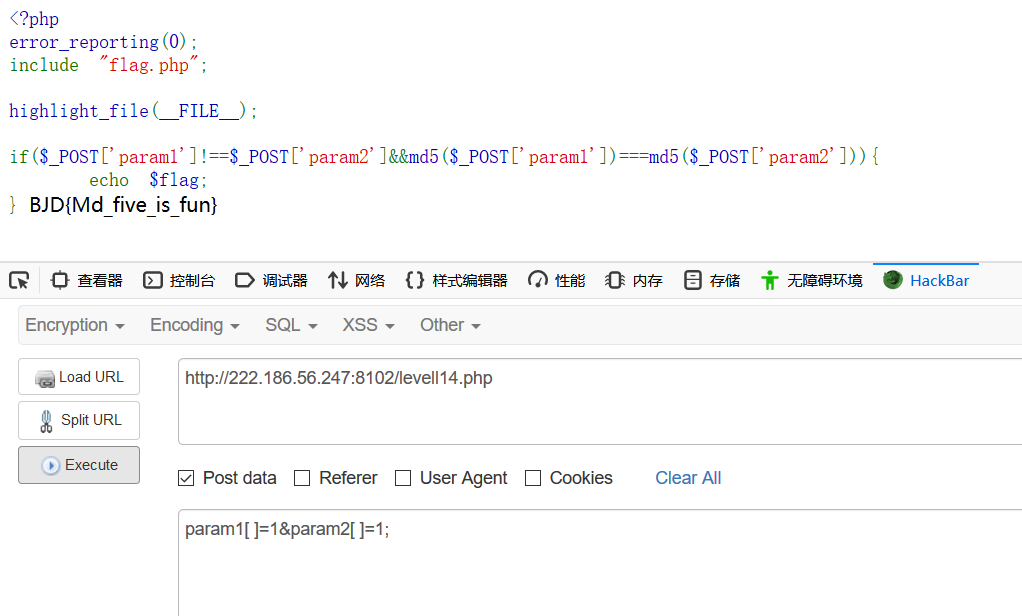 <?php
error_reporting(0);
include "flag.php";
highlight_file(__FILE__);
if($_POST['param1']!==$_POST['param2']&&md5($_POST['param1'])===md5($_POST['param2'])){
echo $flag;
} BJD{Md_five_is_fun}
查看器 控制台 调试器 网络 {} 样式编辑器 性能 内存 存储 无障碍环境 HackBar
Encryption Encoding SQL XSS Other
Load URL
http://222.186.56.247:8102/levell14.php
Split URL
Execute
Post data Referer User Agent Cookies Clear All
param1[ ]=1&param2[ ]=1;